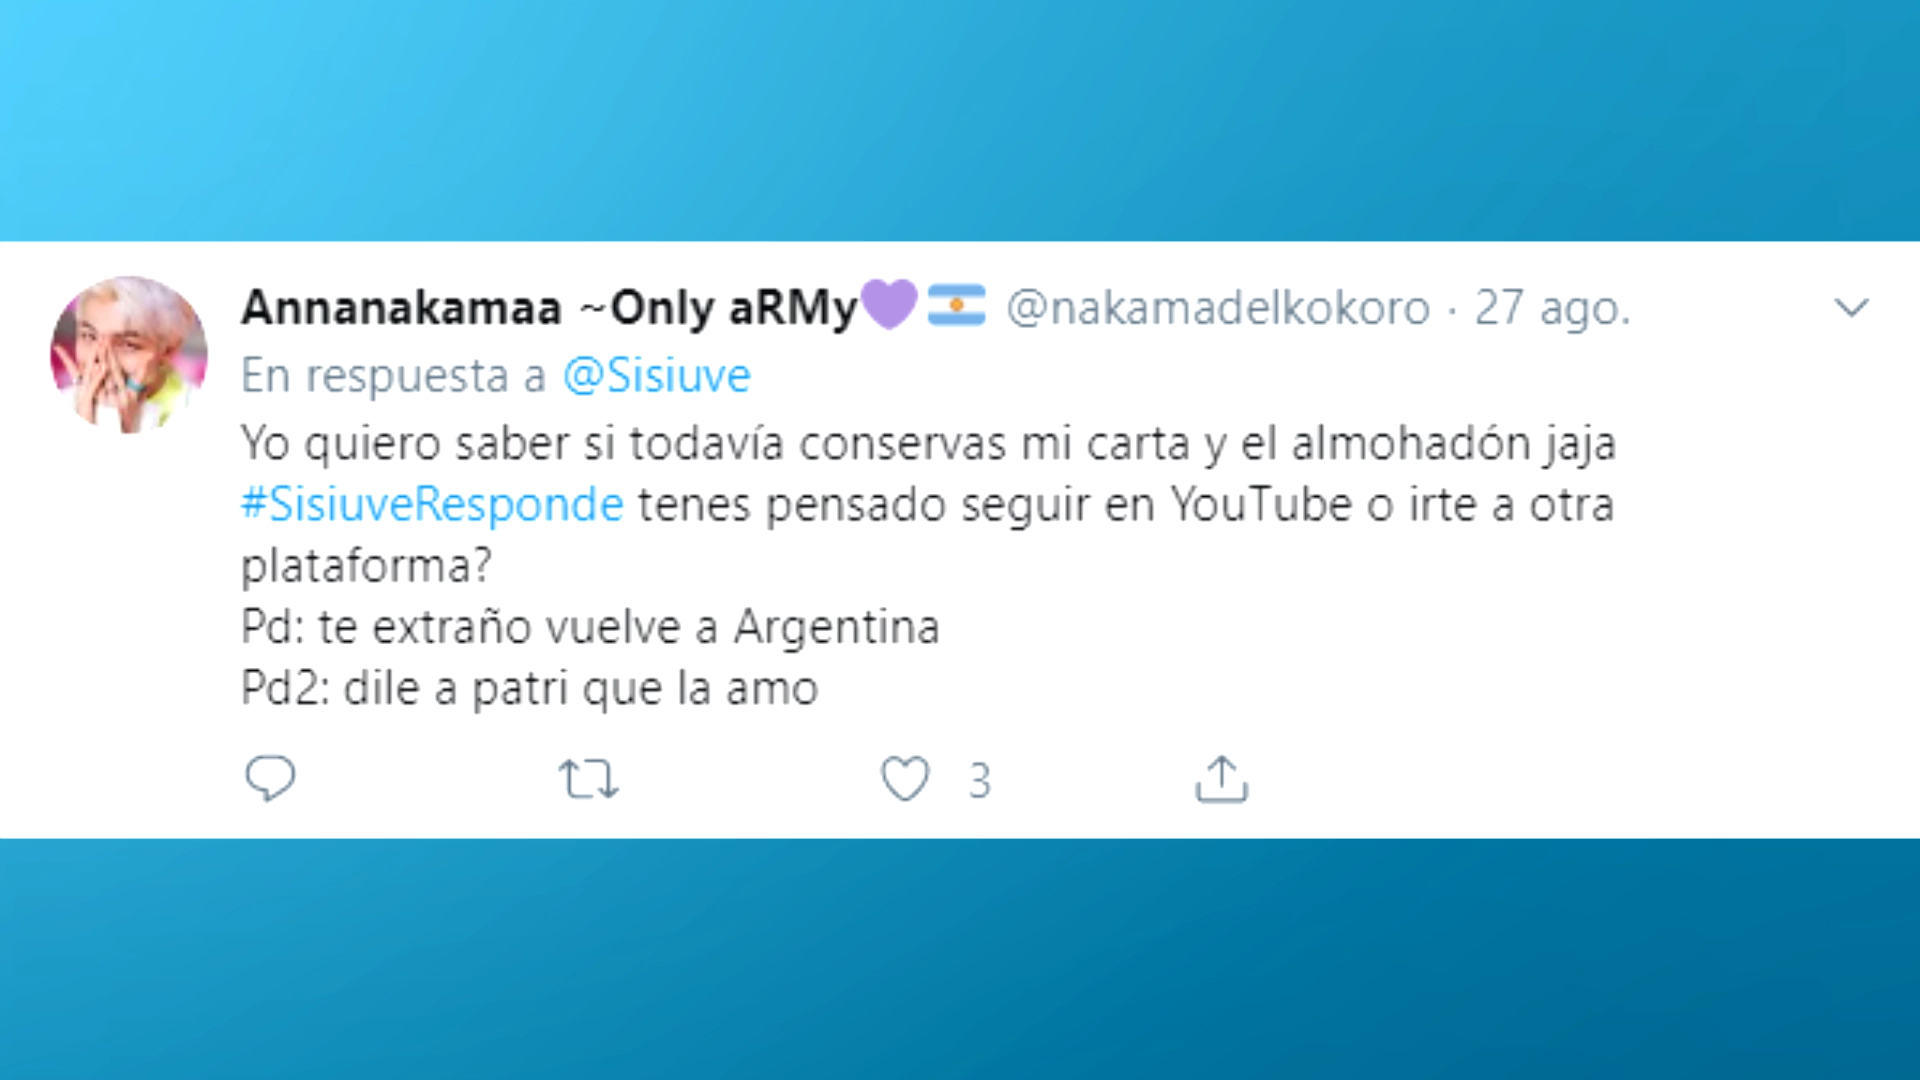 Annanakamaa ~Only aRMy💜🇦🇷 @nakamadelkokoro · 27 ago.
En respuesta a @Sisiuve
Yo quiero saber si todavía conservas mi carta y el almohadón jaja
#SisiuveResponde tenes pensado seguir en YouTube o irte a otra
plataforma?
Pd: te extraño vuelve a Argentina
Pd2: dile a patri que la amo
3